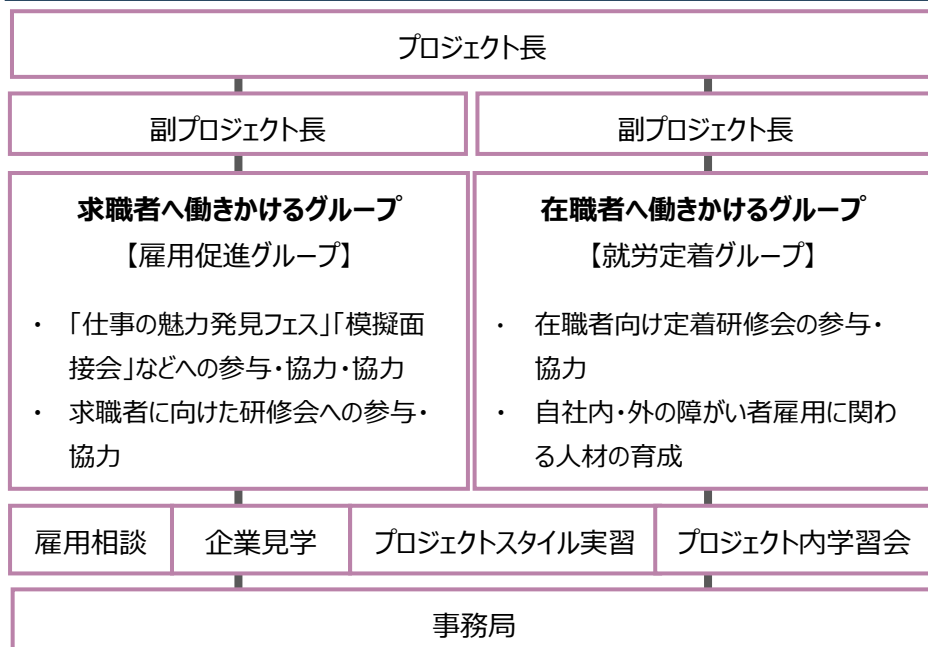 プロジェクト長
副プロジェクト長
副プロジェクト長
求職者へ働きかけるグループ
【雇用促進グループ】
・ 「仕事の魅力発見フェス」「模擬面
接会」などへの参与・協力・協力
・ 求職者に向けた研修会への参与・
協力
在職者へ働きかけるグループ
【就労定着グループ】
・ 在職者向け定着研修会の参与・
協力
・ 自社内・外の障がい者雇用に関わ
る人材の育成
雇用相談
企業見学
プロジェクトスタイル実習
プロジェクト内学習会
事務局